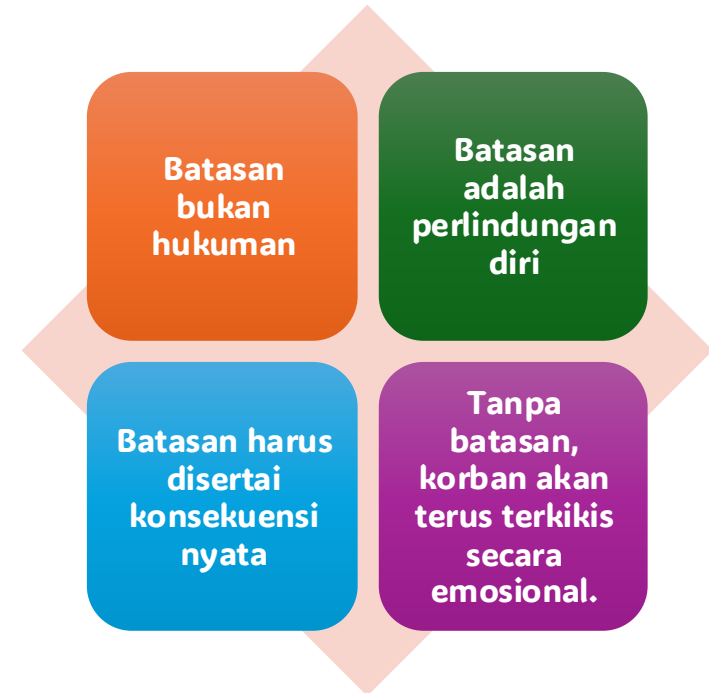 Batasan
bukan
hukuman
Batasan
adalah
perlindungan
diri
Batasan harus
disertai
konsekuensi
nyata
Tanpa
batasan,
korban akan
terus terkikis
secara
emosional.